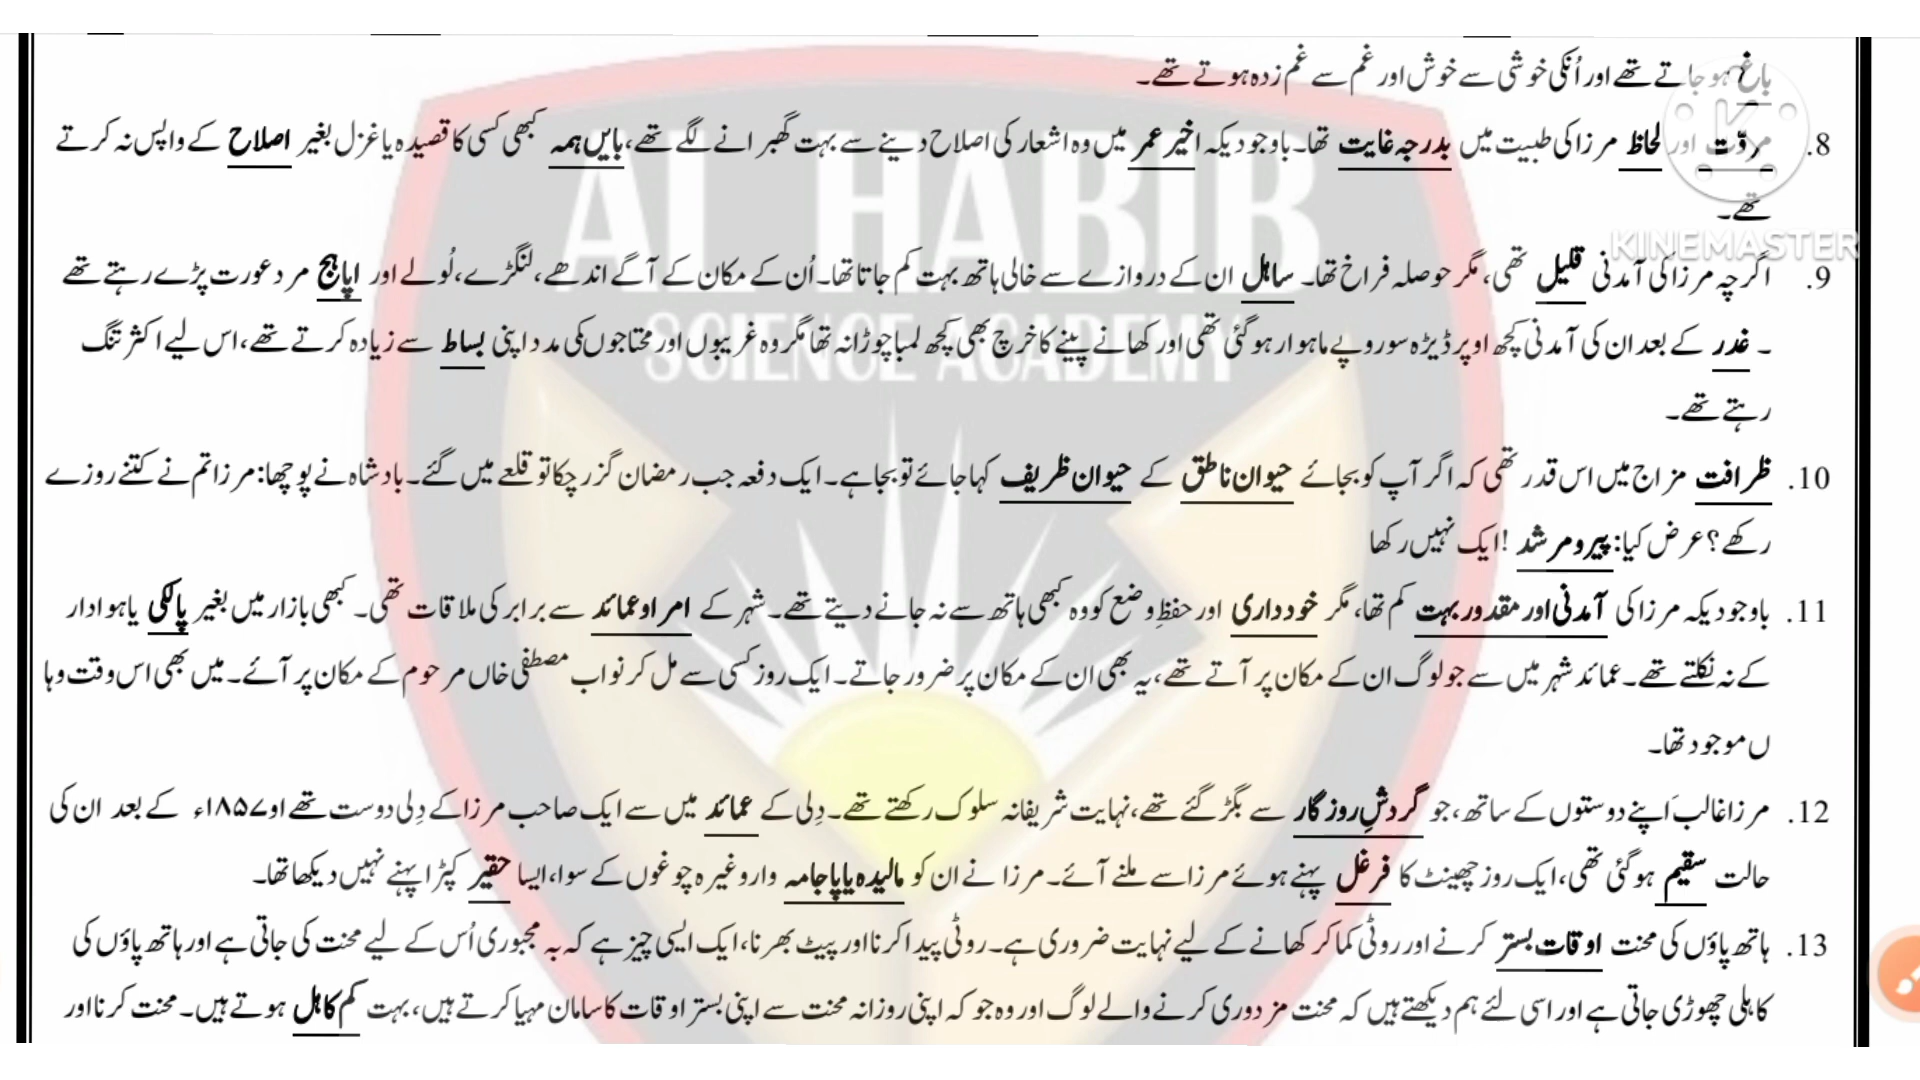 باغ ہو جاتے تھے اور اُنکی خوشی سے خوش اور غم سے غم زدہ ہوتے تھے۔
8. مروّت اور لحاظ مرزا کی طبیت میں بدرجہ غایت تھا۔ باوجودیکہ اخیر عمر میں وہ اشعار کی اصلاح دینے سے بہت گھبرانے لگے تھے، بایں ہمہ کبھی کسی کا قصیدہ یا غزل بغیر اصلاح کے واپس نہ کرتے
تھے۔
KINEMASTER
9. اگرچہ مرزا کی آمدنی قلیل تھی، مگر حوصلہ فراخ تھا۔ ساہل ان کے دروازے سے خالی ہاتھ بہت کم جاتا تھا۔ اُن کے مکان کے آگے اندھے، لنگڑے، لُولے اور اپاہج مرد عورت پڑے رہتے تھے
۔ غدر کے بعد ان کی آمدنی کچھ اوپر ڈیڑہ سو روپے ماہوار ہو گئی تھی اور کھانے پینے کا خرچ بھی کچھ لمبا چوڑا نہ تھا مگر وہ غریبوں اور محتاجوں کی مدد اپنی بساط سے زیادہ کرتے تھے، اس لیے اکثر تنگ
رہتے تھے۔
10. ظرافت مزاج میں اس قدر تھی کہ اگر آپ کو بجائے حیوان ناطق کے حیوان ظریف کہا جائے تو بجا ہے۔ ایک دفعہ جب رمضان گزر چکا تو قلعے میں گئے۔ بادشاہ نے پوچھا: مرزا تم نے کتنے روزے
رکھے؟ عرض کیا: پیر و مرشد !ایک نہیں رکھا
11. باوجودیکہ مرزا کی آمدنی اور مقدور بہت کم تھا، مگر خودداری اور حفظِ وضع کو وہ کبھی ہاتھ سے نہ جانے دیتے تھے۔ شہر کے امرا و عمائد سے برابر کی ملاقات تھی۔ کبھی بازار میں بغیر پالکی یا ہوادار
کے نہ نکلتے تھے۔ عمائد شہر میں سے جو لوگ ان کے مکان پر آتے تھے، یہ بھی ان کے مکان پر ضرور جاتے۔ ایک روز کسی سے مل کر نواب مصطفٰی خاں مرحوم کے مکان پر آئے۔ میں بھی اس وقت وہا
ں موجود تھا۔
12. مرزا غالب اَپنے دوستوں کے ساتھ، جو گردشِ روزگار سے بگڑ گئے تھے، نہایت شریفانہ سلوک رکھتے تھے۔ دِلی کے عمائد میں سے ایک صاحب مرزا کے دِلی دوست تھے او ۱۸۵۷ء کے بعد ان کی
حالت سقیم ہو گئی تھی، ایک روز چھینٹ کا فرغل پہنے ہوئے مرزا سے ملنے آئے۔ مرزا نے ان کو مالیدہ یا پاجامہ وار وغیرہ چوغوں کے سوا، ایسا حقیر کپڑا پہنے نہیں دیکھا تھا۔
13. ہاتھ پاؤں کی محنت اوقات بستر کرنے اور روٹی کما کر کھانے کے لیے نہایت ضروری ہے۔ روٹی پیدا کرنا اور پیٹ بھرنا، ایک ایسی چیز ہے کہ بہ مجبوری اُس کے لیے محنت کی جاتی ہے اور ہاتھ پاؤں کی
کاہلی چھوڑی جاتی ہے اور اسی لئے ہم دیکھتے ہیں کہ محنت مزدوری کرنے والے لوگ اور وہ جو کہ اپنی روزانہ محنت سے اپنی بستر اوقات کا سامان مہیا کرتے ہیں، بہت کم کاہل ہوتے ہیں۔ محنت کرنا اور
AL HABIB
SCIENCE ACADEMY